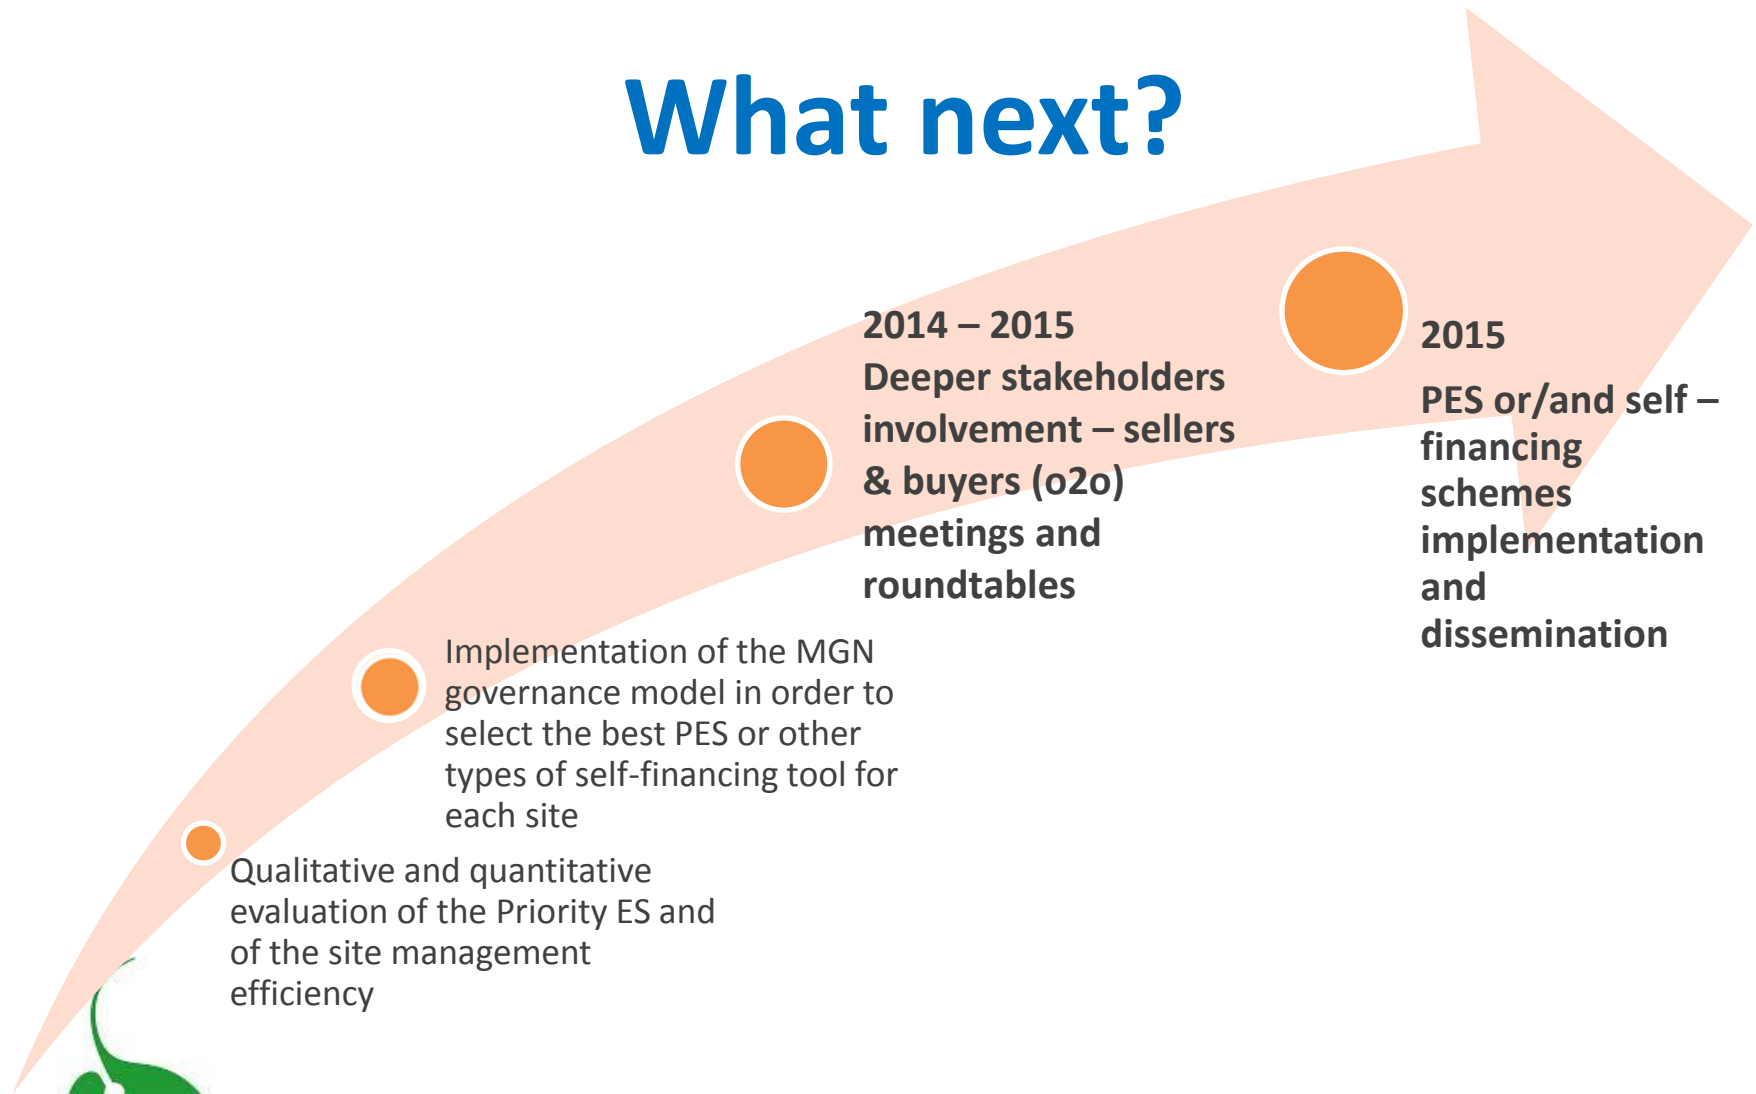 What next?
2014 – 2015
Deeper stakeholders
involvement – sellers
& buyers (o2o)
meetings and
roundtables
2015
PES or/and self –
financing
schemes
implementation
and
dissemination
Implementation of the MGN
governance model in order to
select the best PES or other
types of self-financing tool for
each site
Qualitative and quantitative
evaluation of the Priority ES and
of the site management
efficiency